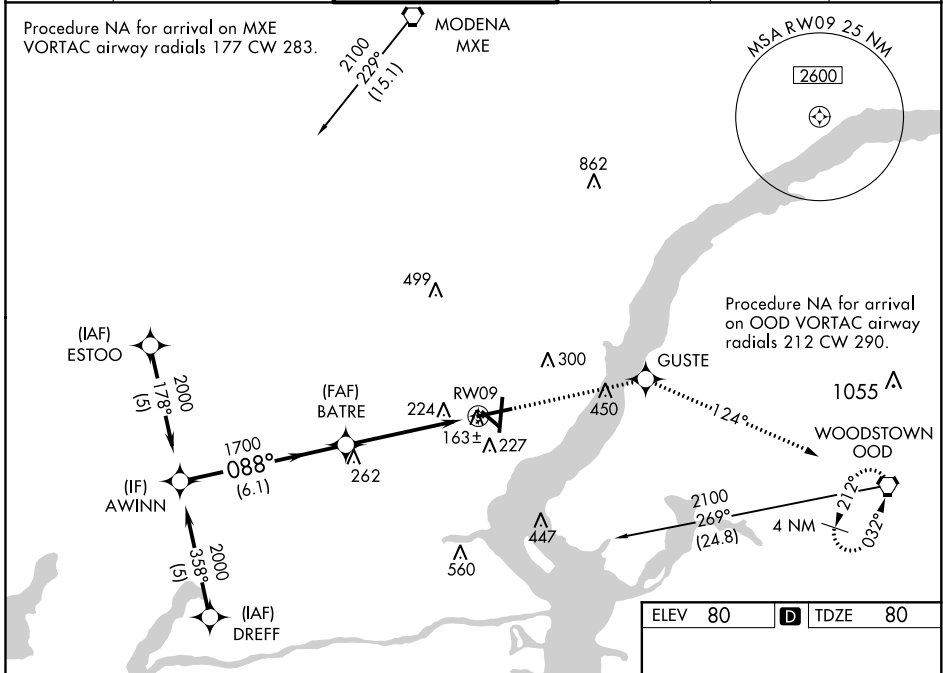 Procedure NA for arrival on MXE
VORTAC airway radials 177 CW 283.
MODENA
MXE
2100
229°
(15.1)
MSA RW09 25 NM
2600
862
499
Procedure NA for arrival
on OOD VORTAC airway
radials 212 CW 290.
(IAF)
ESTOO
2000
178°
(5)
300
GUSTE
1055
(FAF)
BATRE
RW09
224
163±
227
450
124°
WOODSTOWN
OOD
1700
088°
(6.1)
262
(IF)
AWINN
212°
032°
4 NM
2100
269°
(24.8)
447
560
2000
358°
(5)
(IAF)
DREFF
ELEV 80
D
TDZE 80